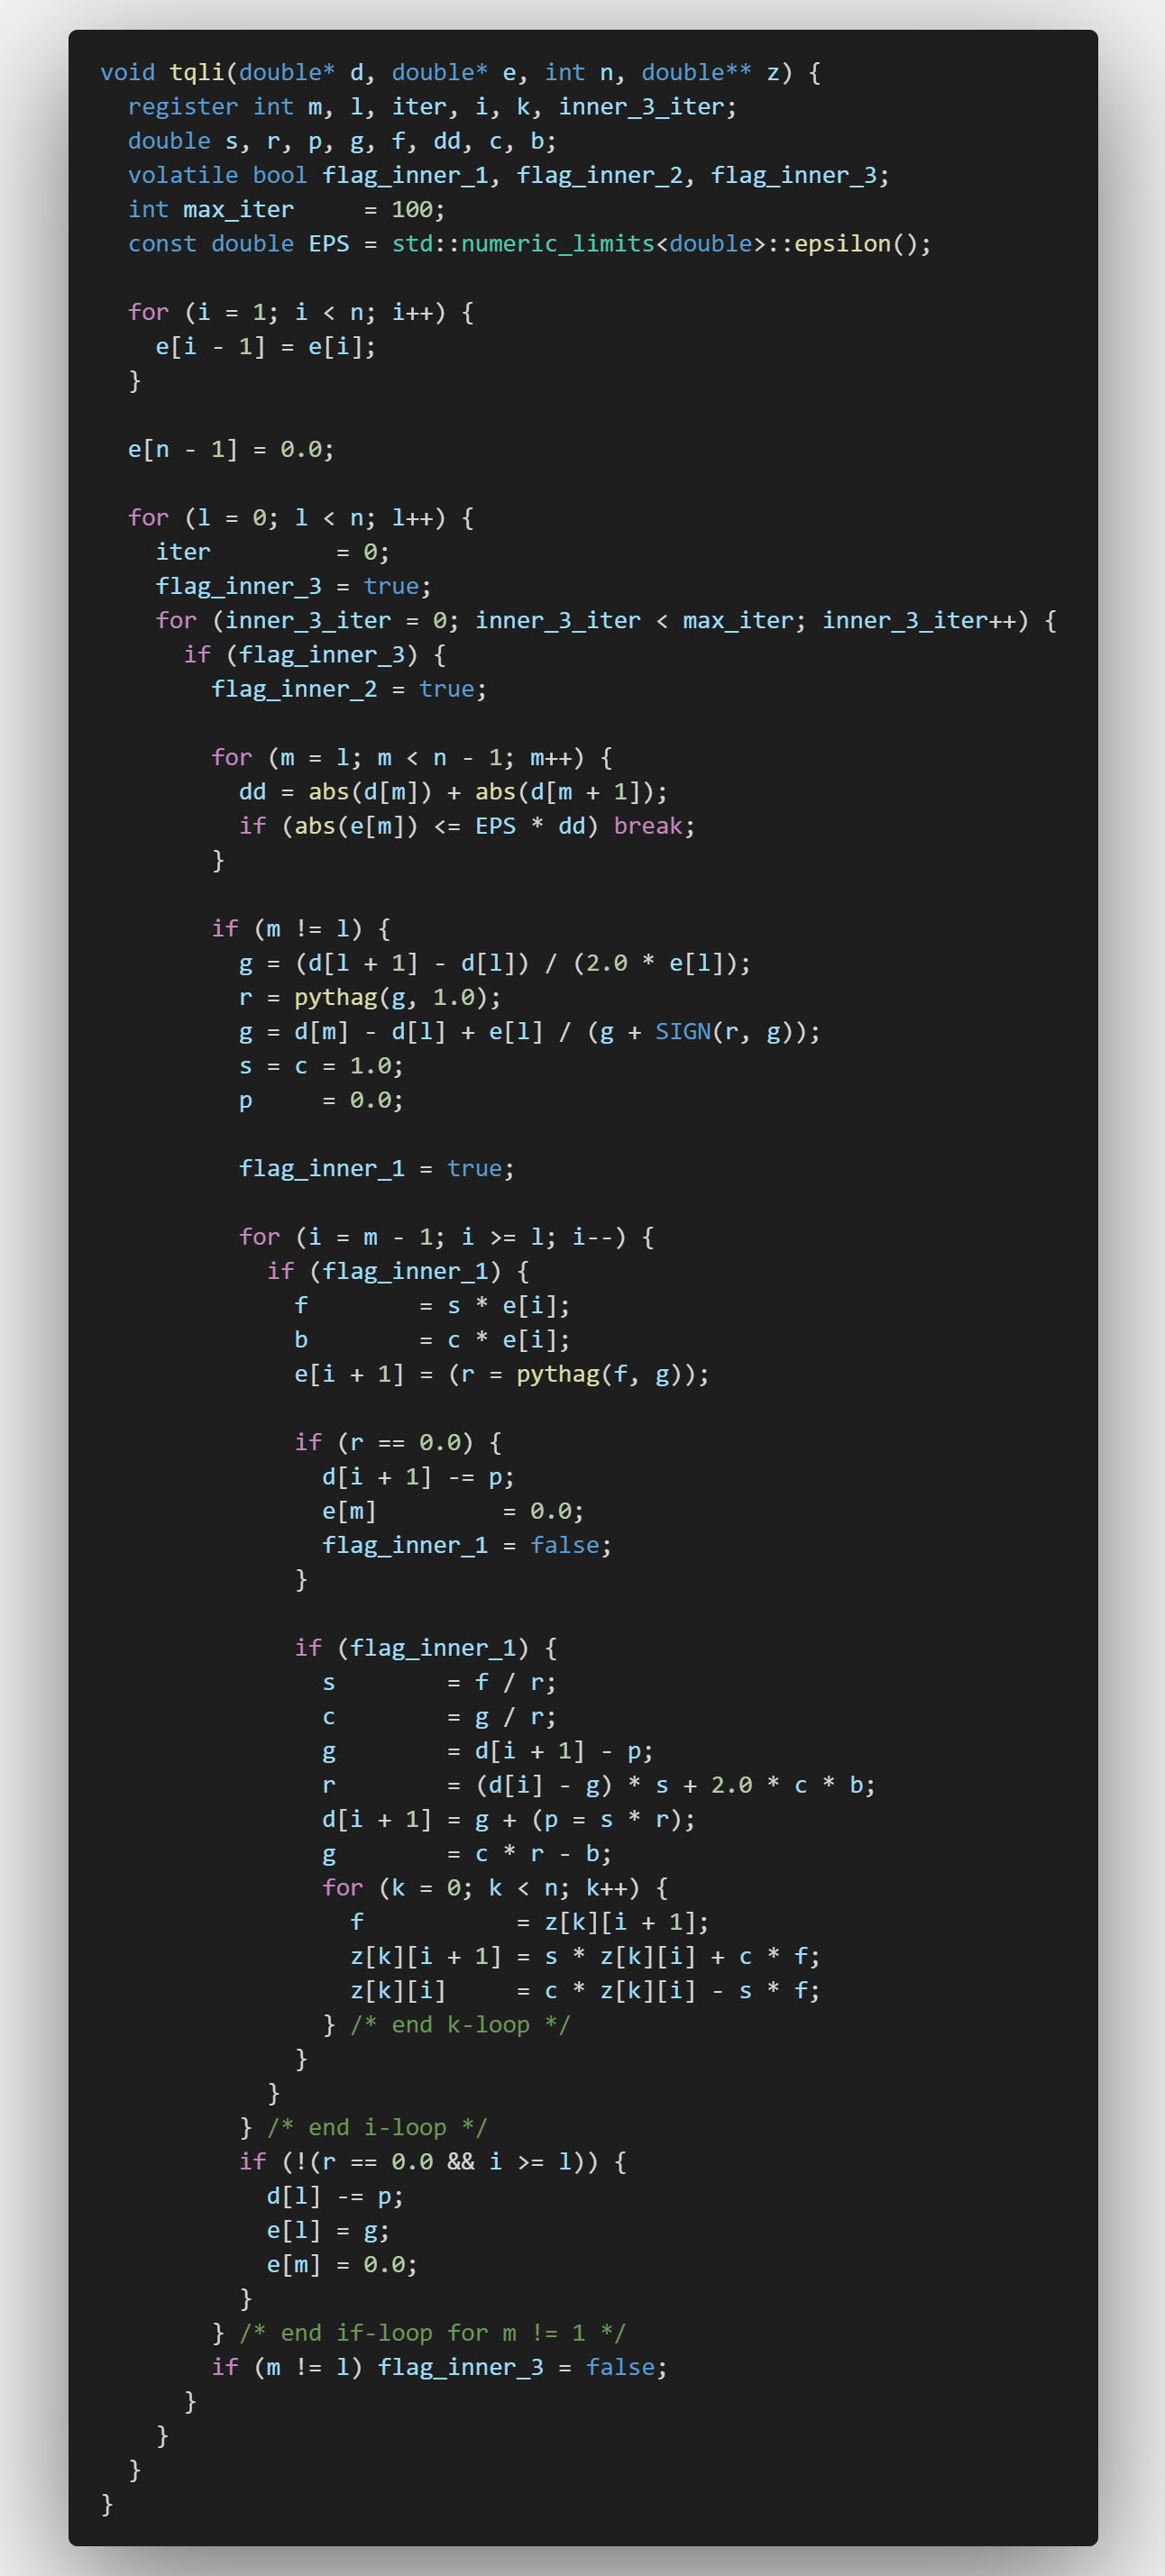 void tqli(double* d, double* e, int n, double** z) {
  register int m, l, iter, i, k, inner_3_iter;
  double s, r, p, g, f, dd, c, b;
  volatile bool flag_inner_1, flag_inner_2, flag_inner_3;
  int max_iter     = 100;
  const double EPS = std::numeric_limits<double>::epsilon();

  for (i = 1; i < n; i++) {
    e[i - 1] = e[i];
  }

  e[n - 1] = 0.0;

  for (l = 0; l < n; l++) {
    iter         = 0;
    flag_inner_3 = true;
    for (inner_3_iter = 0; inner_3_iter < max_iter; inner_3_iter++) {
      if (flag_inner_3) {
        flag_inner_2 = true;

        for (m = l; m < n - 1; m++) {
          dd = abs(d[m]) + abs(d[m + 1]);
          if (abs(e[m]) <= EPS * dd) break;
        }

        if (m != l) {
          g = (d[l + 1] - d[l]) / (2.0 * e[l]);
          r = pythag(g, 1.0);
          g = d[m] - d[l] + e[l] / (g + SIGN(r, g));
          s = c = 1.0;
          p     = 0.0;

          flag_inner_1 = true;

          for (i = m - 1; i >= l; i--) {
            if (flag_inner_1) {
              f        = s * e[i];
              b        = c * e[i];
              e[i + 1] = (r = pythag(f, g));

              if (r == 0.0) {
                d[i + 1] -= p;
                e[m]         = 0.0;
                flag_inner_1 = false;
              }

              if (flag_inner_1) {
                s        = f / r;
                c        = g / r;
                g        = d[i + 1] - p;
                r        = (d[i] - g) * s + 2.0 * c * b;
                d[i + 1] = g + (p = s * r);
                g        = c * r - b;
                for (k = 0; k < n; k++) {
                  f           = z[k][i + 1];
                  z[k][i + 1] = s * z[k][i] + c * f;
                  z[k][i]     = c * z[k][i] - s * f;
                } /* end k-loop */
              }
            }
          } /* end i-loop */
          if (!(r == 0.0 && i >= l)) {
            d[l] -= p;
            e[l] = g;
            e[m] = 0.0;
          }
        } /* end if-loop for m != 1 */
        if (m != l) flag_inner_3 = false;
      }
    }
  }
}